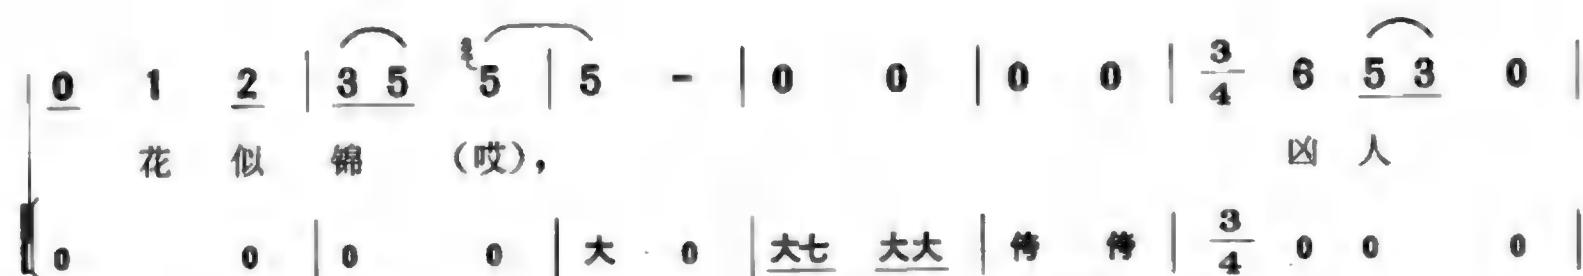 0 1 2 | 3 5 5 | 5 - | 0 0 | 0 0 | 3/4 6 5 3 0 |
花 似 锦 （哎）， 凶 人
0 0 | 0 0 | 大 0 | 大七 大大 | 侍 侍 | 3/4 0 0 0 |